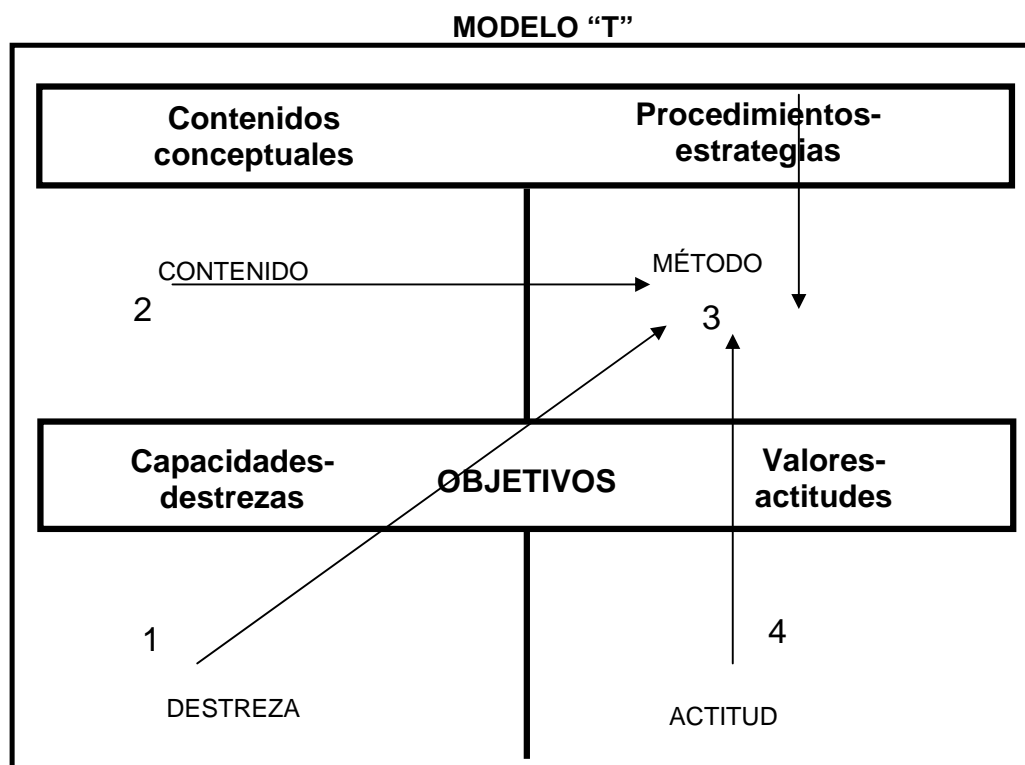 MODELO “T”
Contenidos
conceptuales
Procedimientos-
estrategias
CONTENIDO
MÉTODO
2
3
Capacidades-
destrezas
OBJETIVOS
Valores-
actitudes
1
4
DESTREZA
ACTITUD